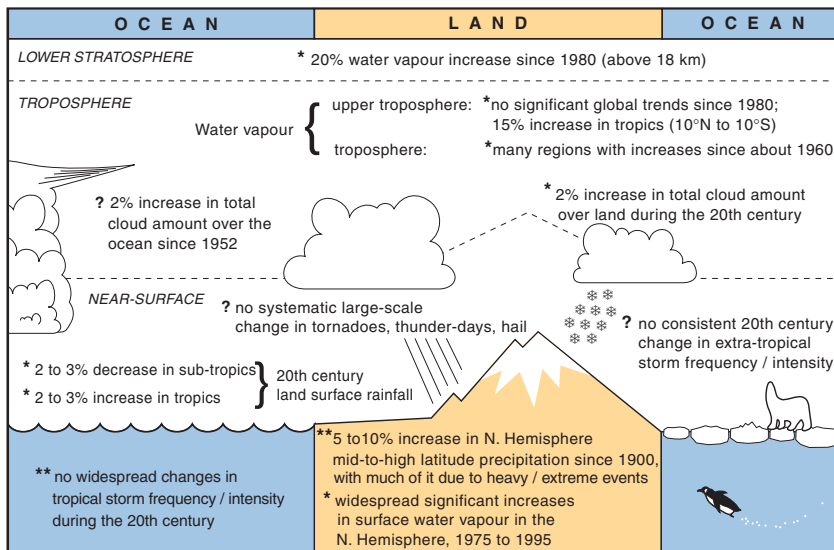 OCEAN LAND OCEAN
LOWER STRATOSPHERE
* 20% water vapour increase since 1980 (above 18 km)
TROPOSPHERE
Water vapour
upper troposphere: *no significant global trends since 1980;
15% increase in tropics (10°N to 10°S)
troposphere: *many regions with increases since about 1960
? 2% increase in total
cloud amount over the
ocean since 1952
* 2% increase in total cloud amount
over land during the 20th century
NEAR-SURFACE
? no systematic large-scale
change in tornadoes, thunder-days, hail
? no consistent 20th century
change in extra-tropical
storm frequency / intensity
* 2 to 3% decrease in sub-tropics
* 2 to 3% increase in tropics
20th century
land surface rainfall
** no widespread changes in
tropical storm frequency / intensity
during the 20th century
**5 to10% increase in N. Hemisphere
mid-to-high latitude precipitation since 1900,
with much of it due to heavy / extreme events
* widespread significant increases
in surface water vapour in the
N. Hemisphere, 1975 to 1995